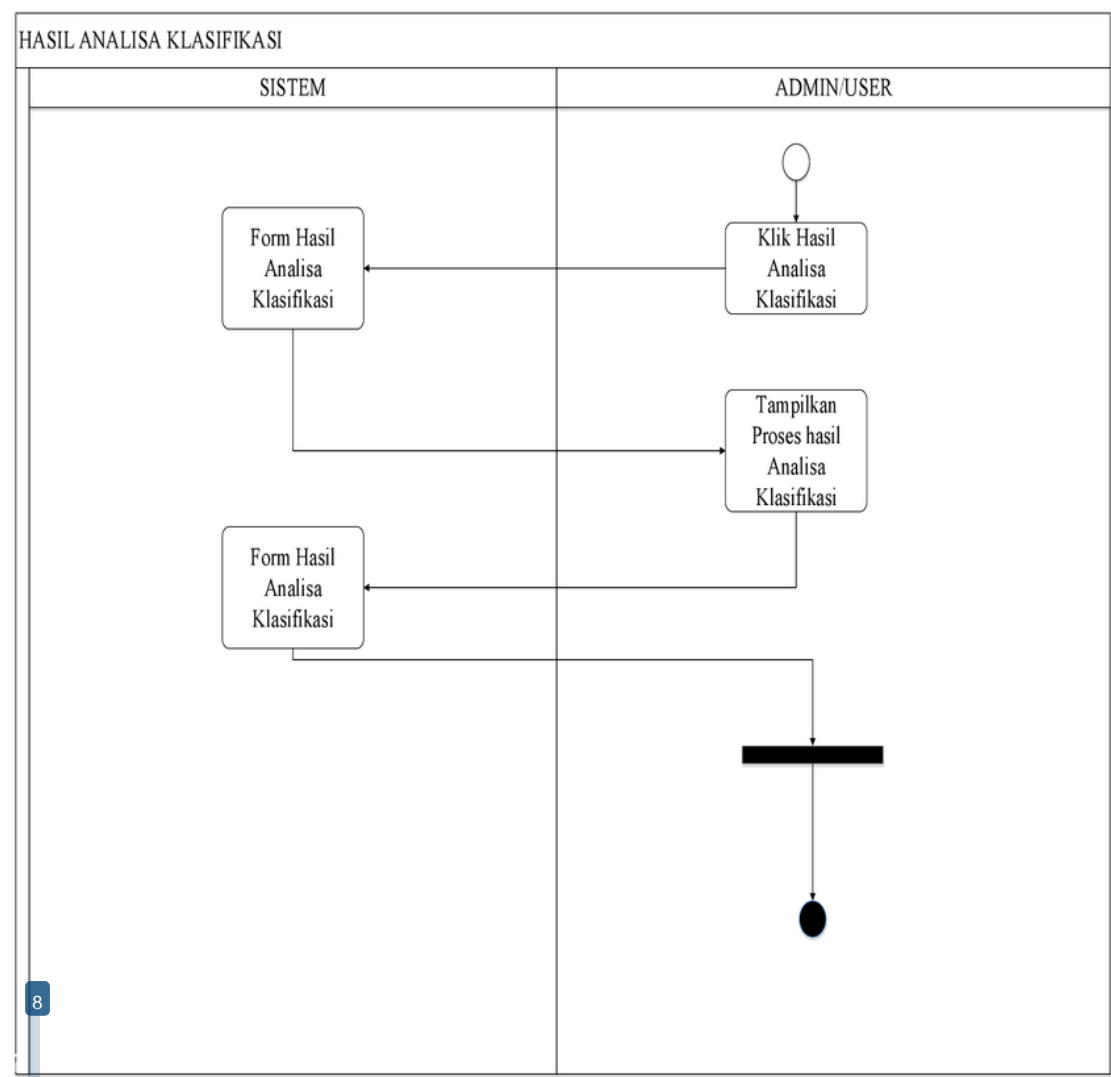 HASIL ANALISA KLASIFIKASI
SISTEM
ADMIN/USER
Klik Hasil
Analisa
Klasifikasi
Form Hasil
Analisa
Klasifikasi
Tampilkan
Proses hasil
Analisa
Klasifikasi
Form Hasil
Analisa
Klasifikasi
8